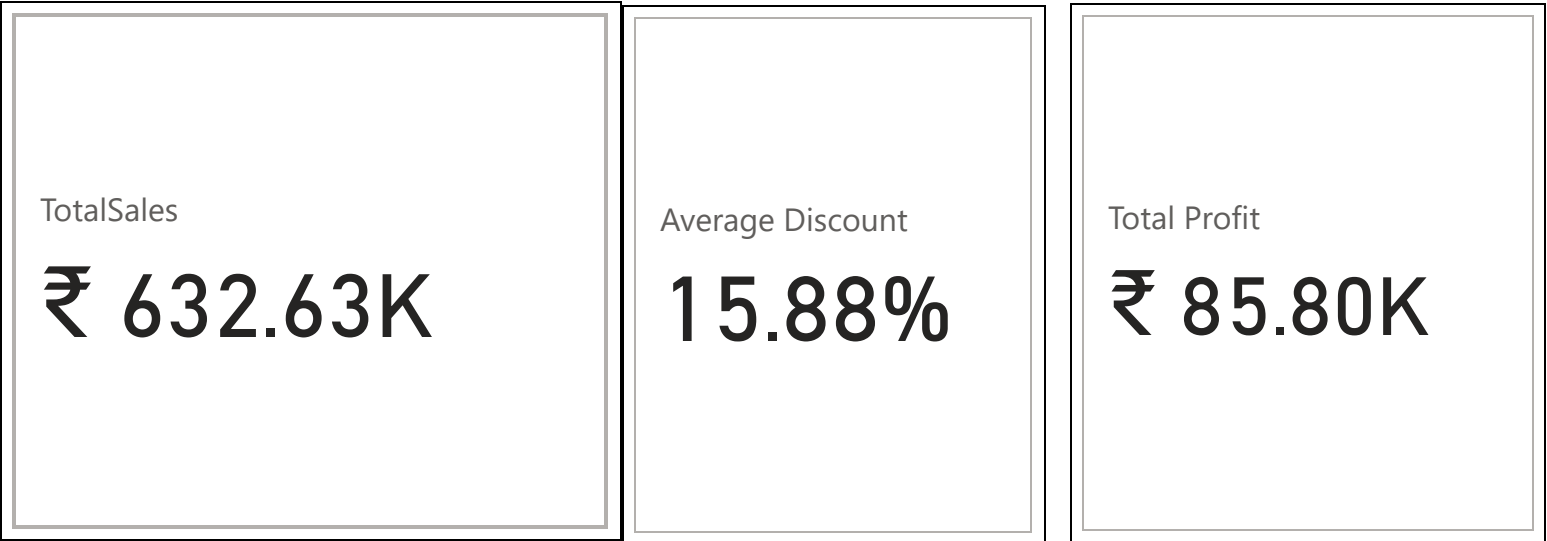 TotalSales
₹ 632.63K
Average Discount
15.88%
Total Profit
₹ 85.80K